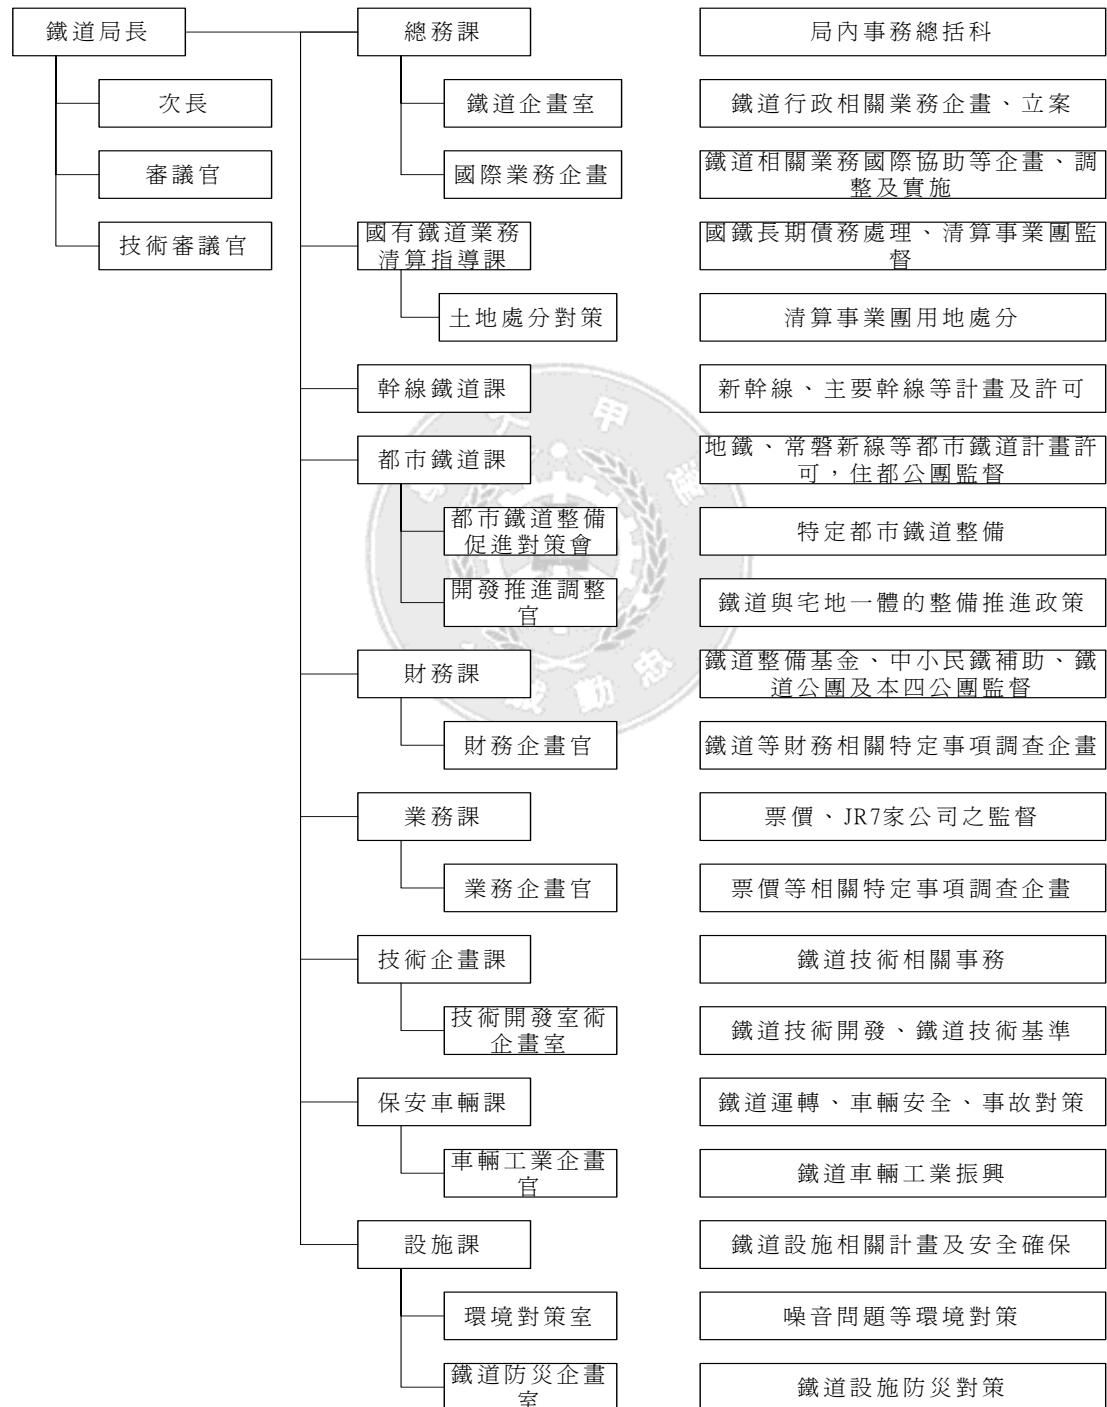 鐵道局長
次長
審議官
技術審議官
總務課
局內事務總括科
鐵道企畫室
鐵道行政相關業務企畫、立案
國際業務企畫
鐵道相關業務國際協助等企畫、調
整及實施
國有鐵道業務
清算指導課
國鐵長期債務處理、清算事業團監
督
土地處分對策
清算事業團用地處分
幹線鐵道課
新幹線、主要幹線等計畫及許可
都市鐵道課
地鐵、常磐新線等都市鐵道計畫許
可，住都公團監督
都市鐵道整備
促進對策會
特定都市鐵道整備
開發推進調整
官
鐵道與宅地一體的整備推進政策
財務課
鐵道整備基金、中小民鐵補助、鐵
道公團及本四公團監督
財務企畫官
鐵道等財務相關特定事項調查企畫
業務課
票價、JR7家公司之監督
業務企畫官
票價等相關特定事項調查企畫
技術企畫課
鐵道技術相關事務
技術開發室術
企畫室
鐵道技術開發、鐵道技術基準
保安車輛課
鐵道運轉、車輛安全、事故對策
車輛工業企畫
官
鐵道車輛工業振興
設施課
鐵道設施相關計畫及安全確保
環境對策室
噪音問題等環境對策
鐵道防災企畫
室
鐵道設施防災對策